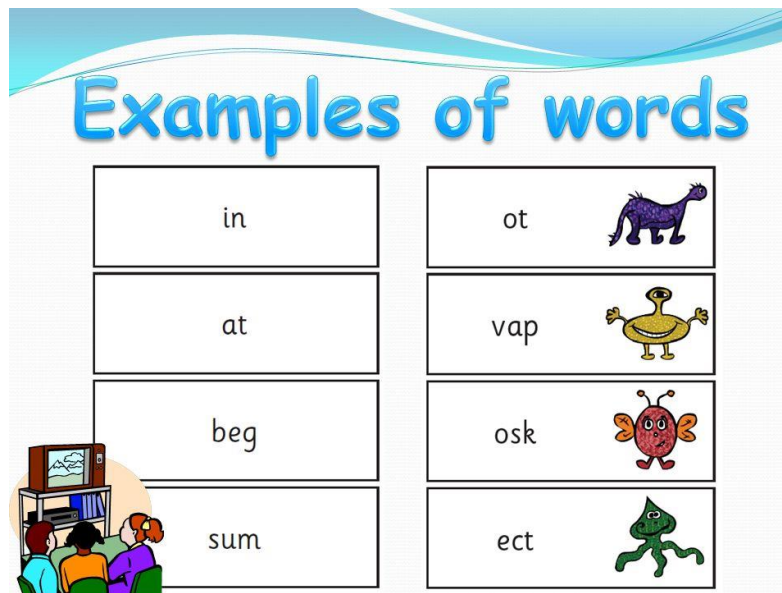 Examples of words
in
ot
at
vap
beg
osk
sum
ect